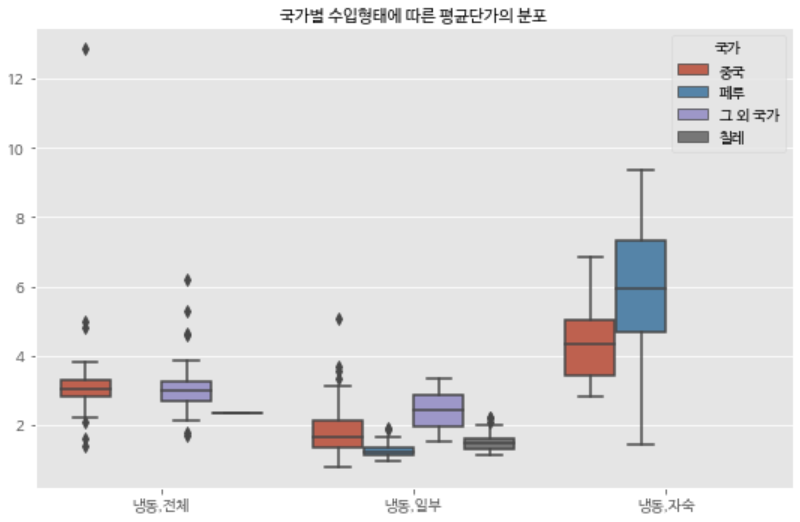 국가별 수입형태에 따른 평균단가의 분포
국가
중국
페루
그 외 국가
칠레
12
10
8
6
4
2
냉동,전체
냉동,일부
냉동,자숙